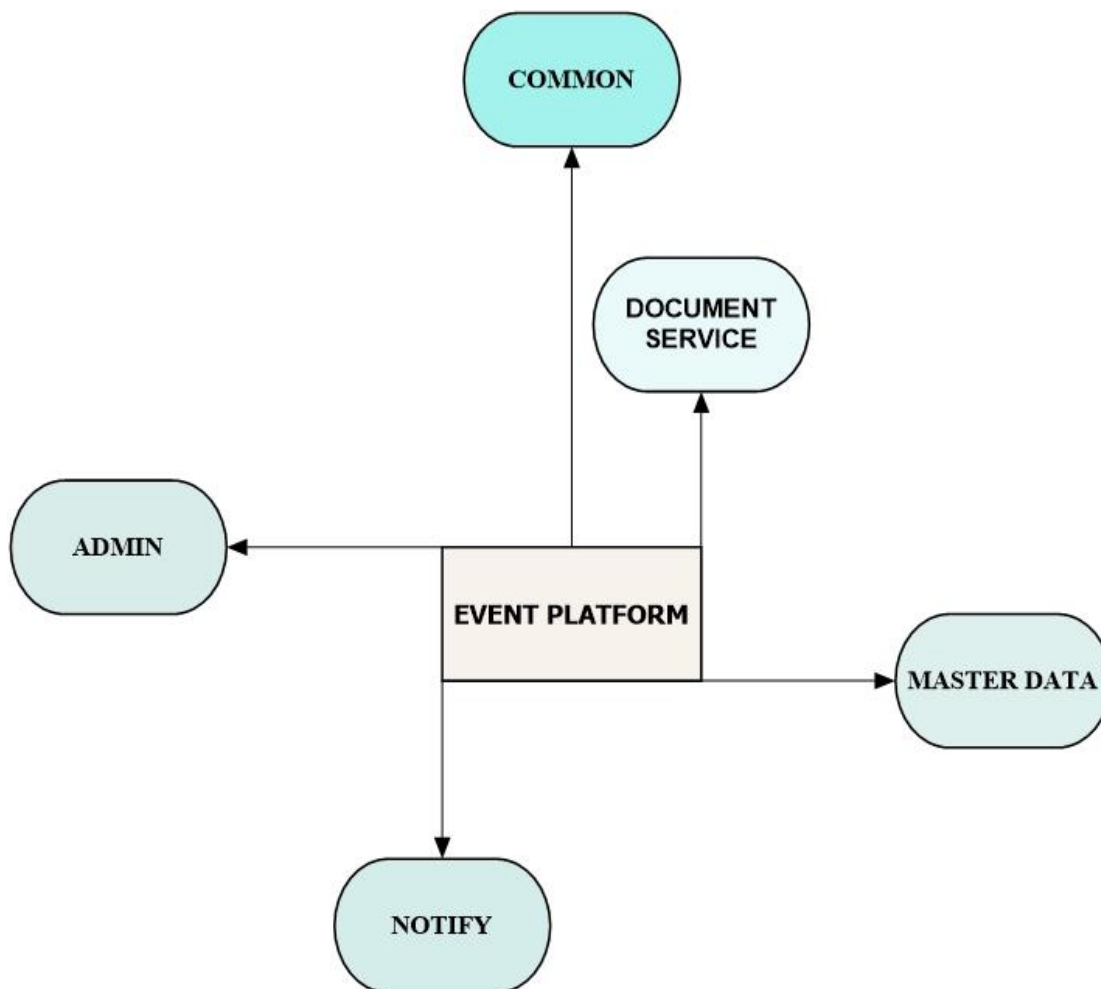 COMMON
DOCUMENT
SERVICE
ADMIN
EVENT PLATFORM
MASTER DATA
NOTIFY